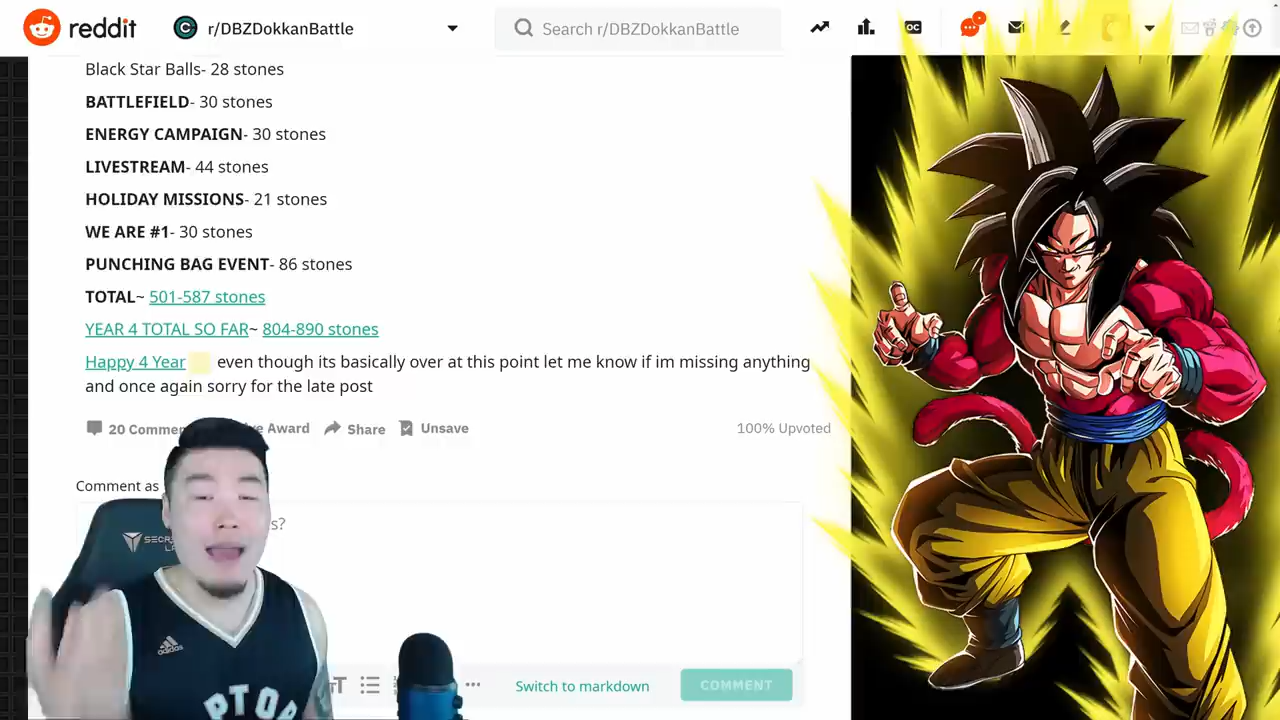 reddit r/DBZDokkanBattle Search r/DBZDokkanBattle OC
Black Star Balls- 28 stones
BATTLEFIELD- 30 stones
ENERGY CAMPAIGN- 30 stones
LIVESTREAM- 44 stones
HOLIDAY MISSIONS- 21 stones
WE ARE #1- 30 stones
PUNCHING BAG EVENT- 86 stones
TOTAL~ 501-587 stones
YEAR 4 TOTAL SO FAR~ 804-890 stones
Happy 4 Year even though its basically over at this point let me know if im missing anything
and once again sorry for the late post
20 Comme Award Share Unsave 100% Upvoted
Comment as
s?
SECRE
PTO
Switch to markdown COMMENT